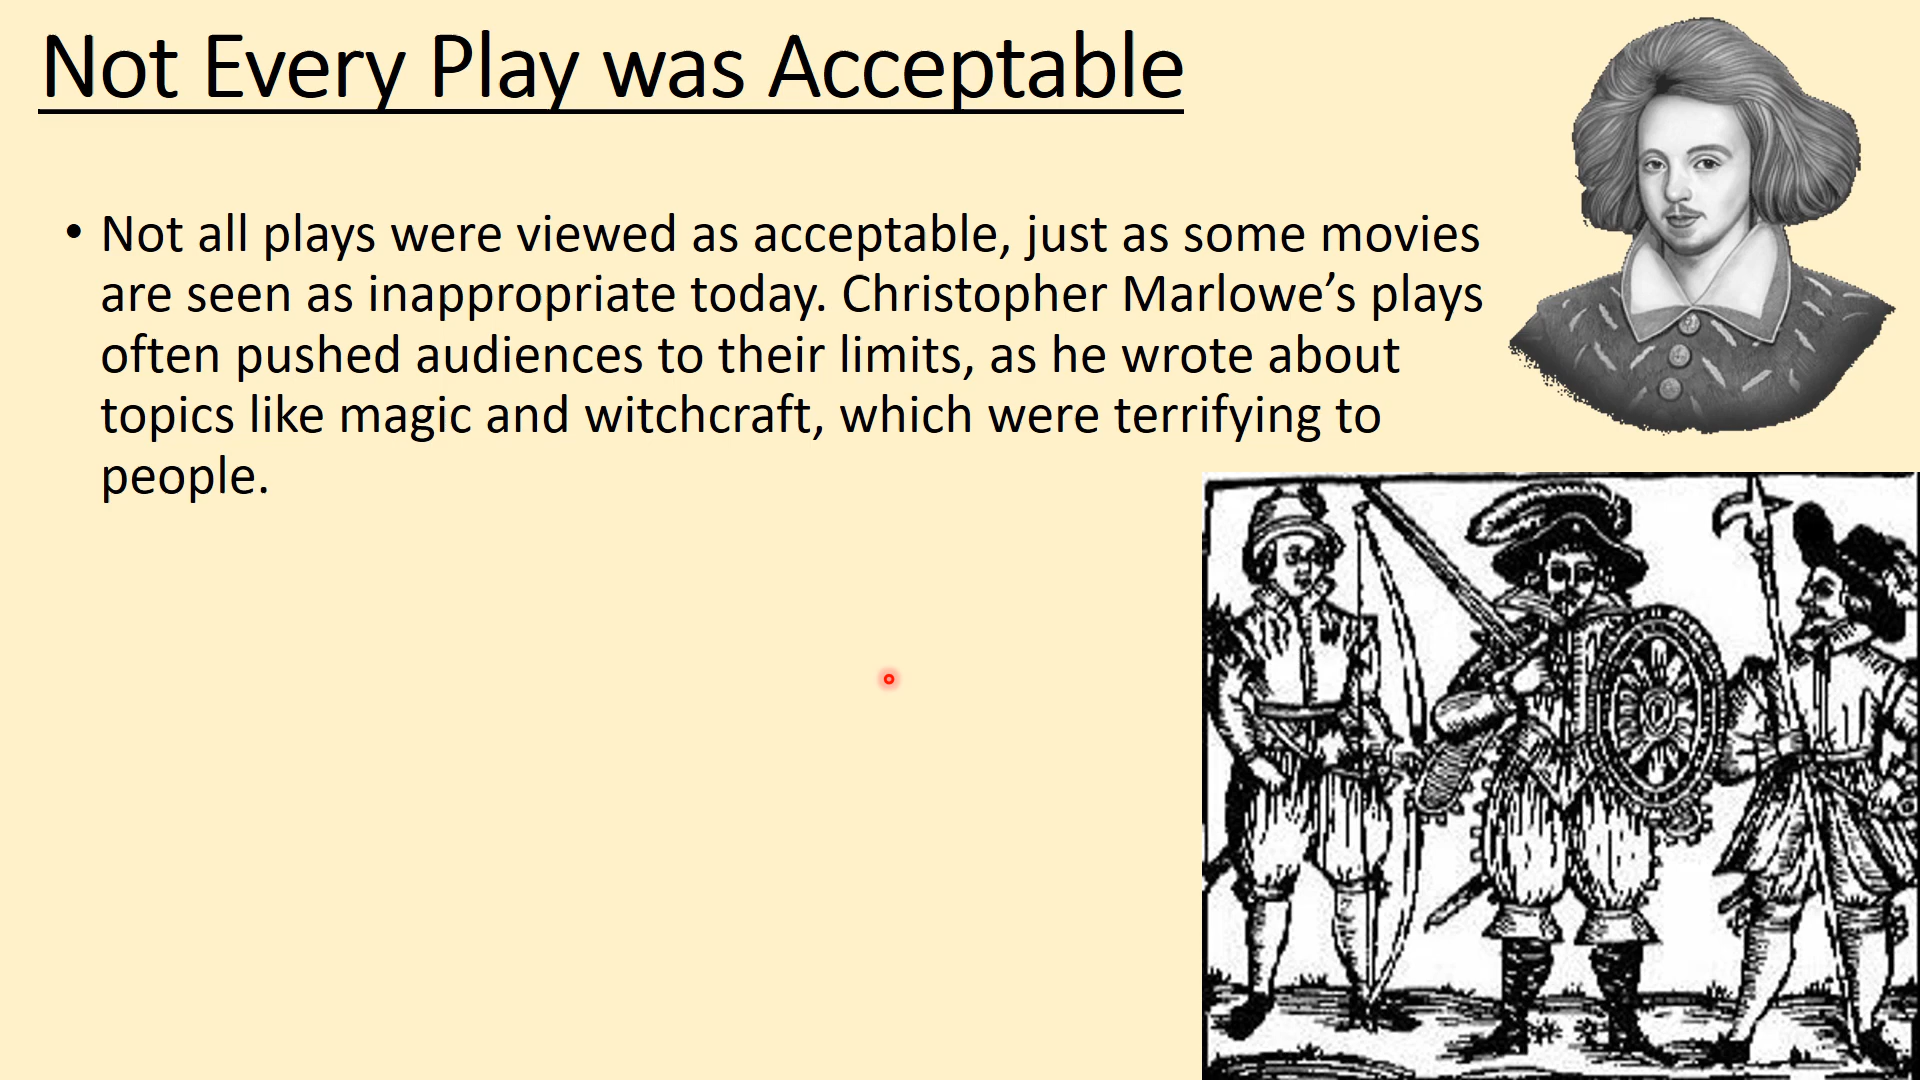 Not Every Play was Acceptable
• Not all plays were viewed as acceptable, just as some movies
are seen as inappropriate today. Christopher Marlowe’s plays
often pushed audiences to their limits, as he wrote about
topics like magic and witchcraft, which were terrifying to
people.